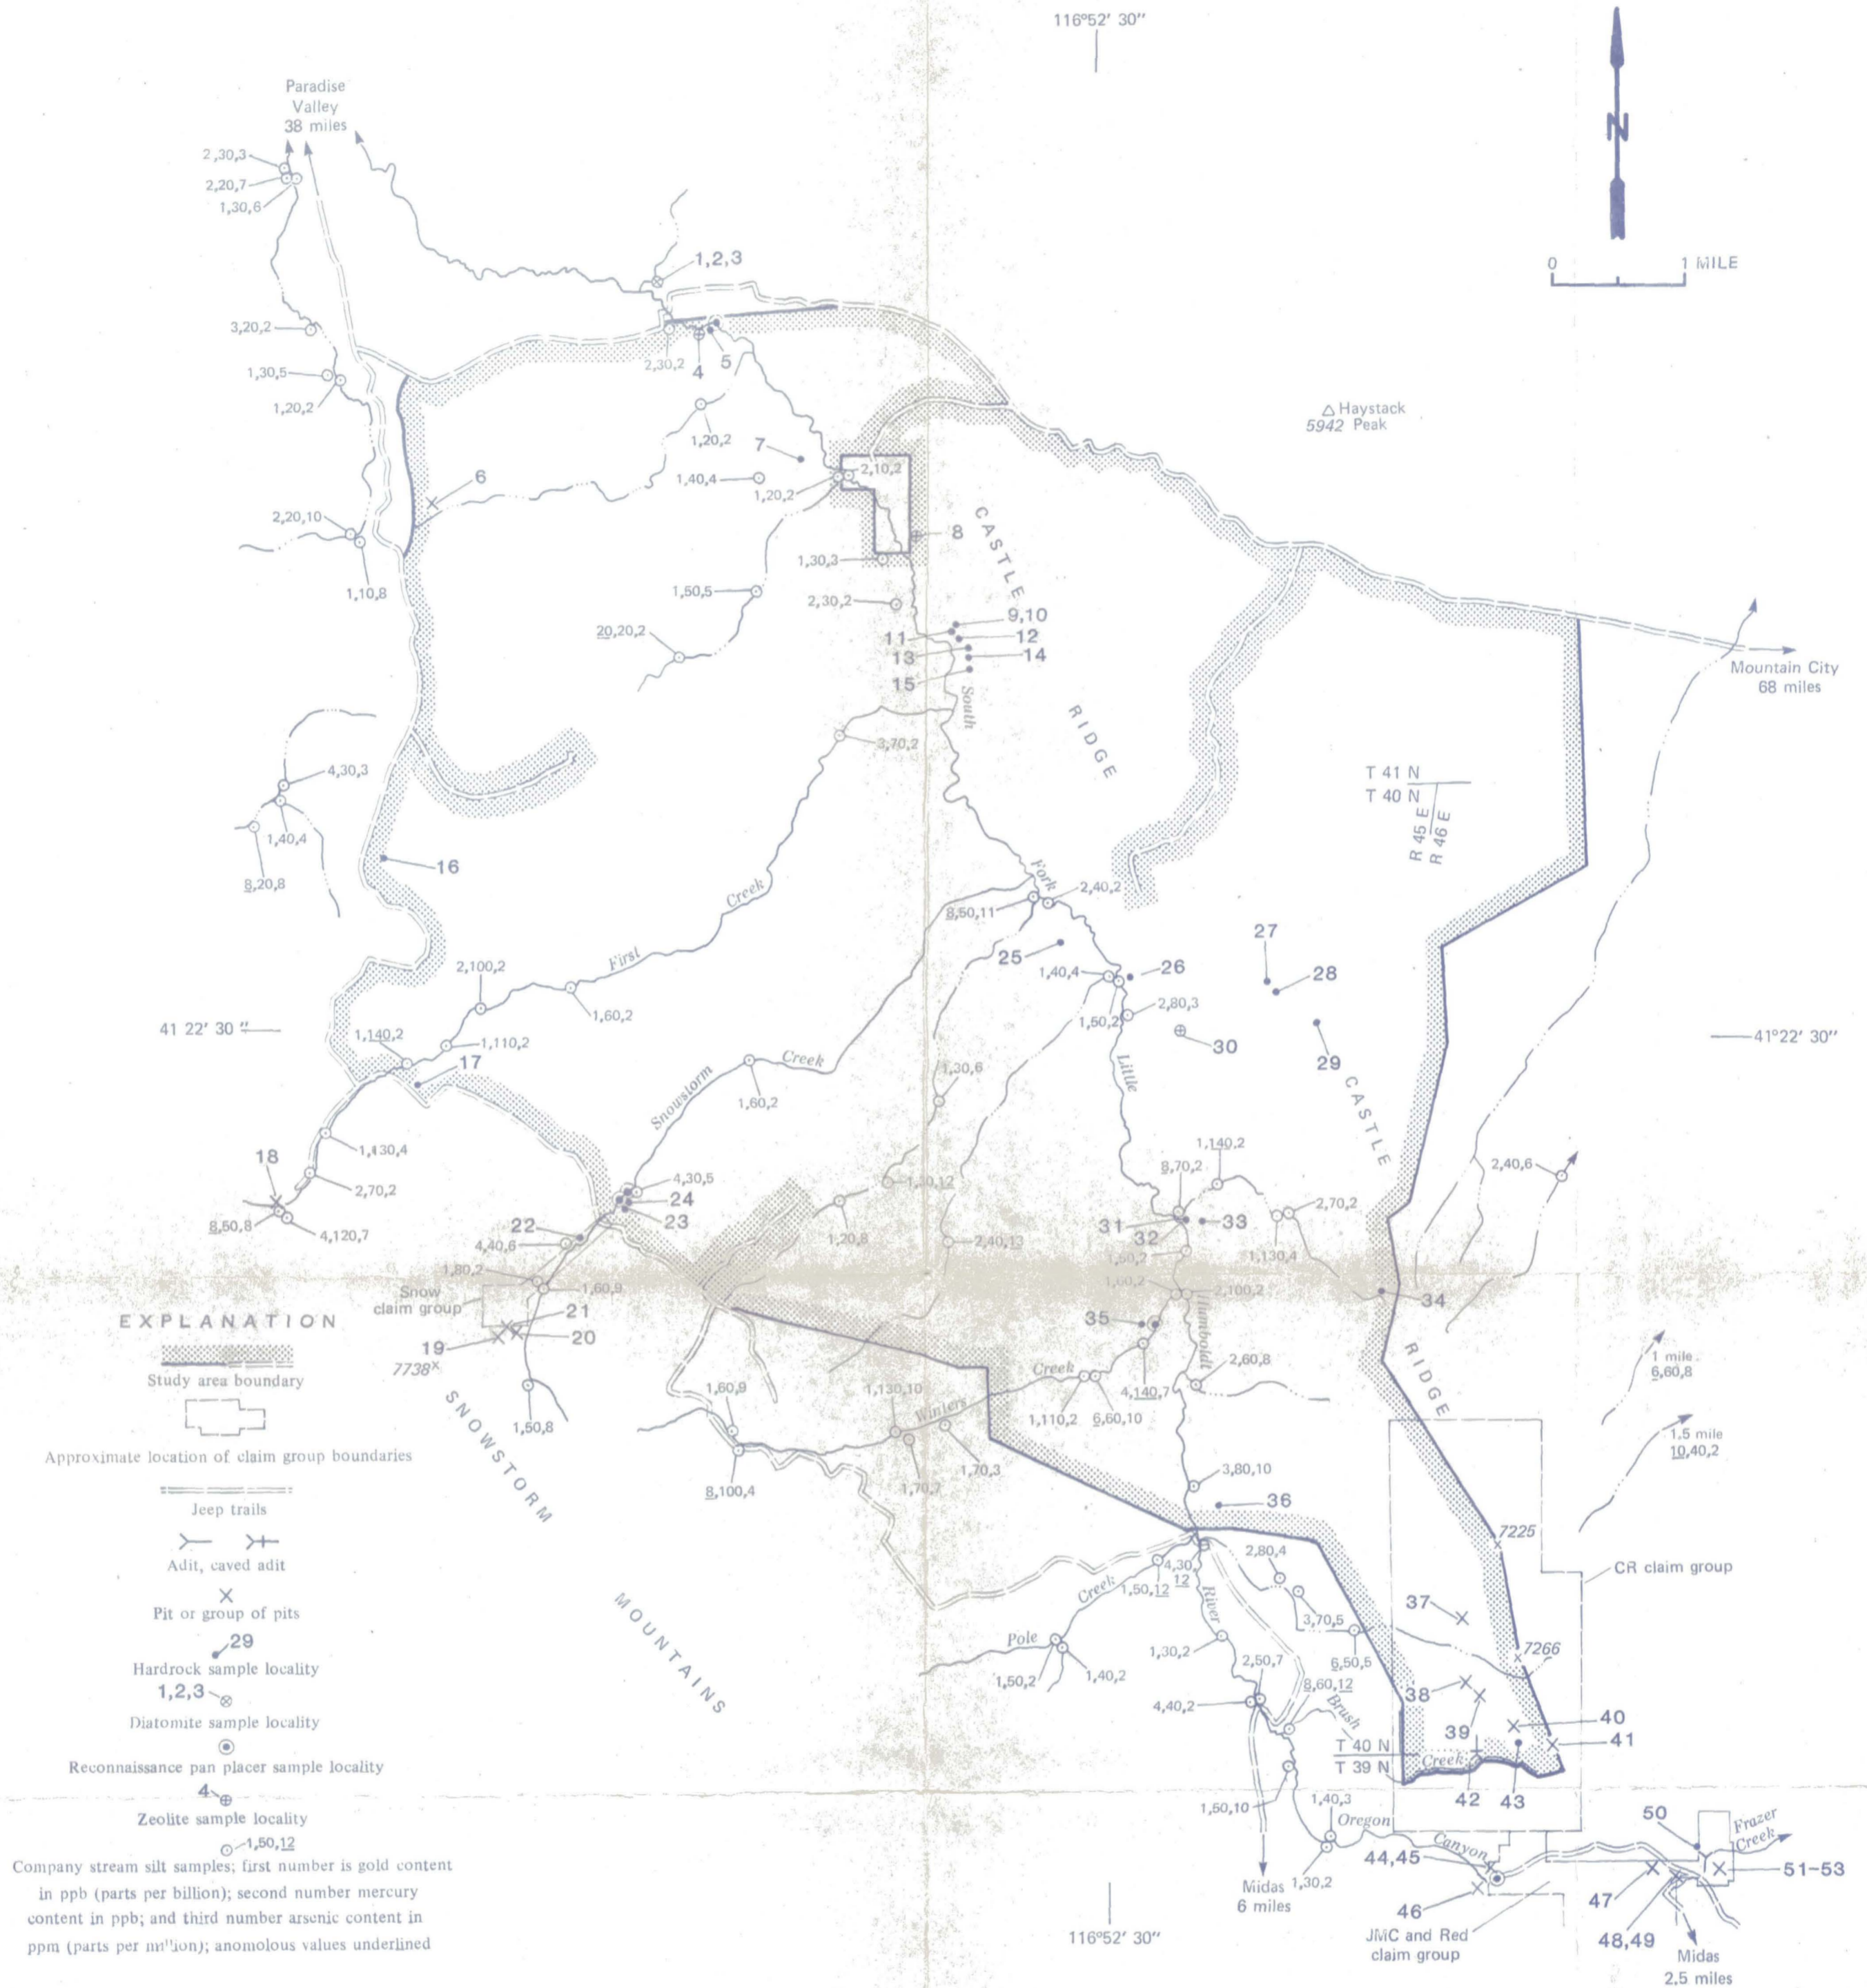 116°52' 30"
Paradise
Valley
38 miles
N
2,30,3
2,20,7
1,30,6
1,2,3
0 1 MILE
3,20,2
2,30,2
4
5
1,30,5
1,20,2
Haystack
5942 Peak
1,20,2
7
6
1,40,4
2,10,2
1,20,2
2,20,10
8
CASTLE
1,30,3
1,10,8
1,50,5
2,30,2
9,10
20,20,2
11
12
13
14
15
South
Mountain City
68 miles
RIDGE
3,70,2
4,30,3
T 41 N
T 40 N
R 45 E
R 46 E
1,40,4
16
8,20,8
Fork
2,40,2
Creek
8,50,11
27
First
25
2,100,2
1,40,4
26
28
1,60,2
2,80,3
1,50,2
41 22' 30"
41°22' 30"
1,140,2
1,110,2
30
29
17
Little
CASTLE
Snowstorm
Creek
1,30,6
1,60,2
1,130,4
1,140,2
18
8,70,2
2,40,6
2,70,2
4,30,5
24
2,70,2
8,50,8
23
31
33
22
32
4,120,7
4,40,6
1,20,8
2,40,13
1,130,4
1,80,2
1,60,2
Snow
claim group
1,60,9
2,100,2
EXPLANATION
21
34
20
35
Humboldt
19
7738
RIDGE
Study area boundary
1 mile
6,60,8
Creek
2,60,8
1,60,9
1,130,10
4,140,7
SNOWSTORM
Winters
1,50,8
1,110,2
6,60,10
Approximate location of claim group boundaries
1.5 mile
10,40,2
1,70,3
3,80,10
8,100,4
1,70,7
Jeep trails
36
7225
Adit, caved adit
2,80,4
CR claim group
4,30,
12
1,50,12
Creek
River
Pit or group of pits
37
MOUNTAINS
3,70,5
29
Pole
7266
Hardrock sample locality
1,30,2
1,50,2
1,40,2
2,50,7
6,50,5
1,2,3
8,60,12
38
4,40,2
Brush
Diatomite sample locality
39
40
T 40 N
T 39 N
Creek
41
Reconnaissance pan placer sample locality
4
42
43
1,50,10
1,40,3
Zeolite sample locality
Oregon
50
Frazer
Creek
1,50,12
Canyon
44,45
51-53
Company stream silt samples; first number is gold content
in ppb (parts per billion); second number mercury
content in ppb; and third number arsenic content in
ppm (parts per million); anomolous values underlined
Midas
6 miles
1,30,2
46
47
JMC and Red
claim group
48,49
116°52' 30"
Midas
2.5 miles